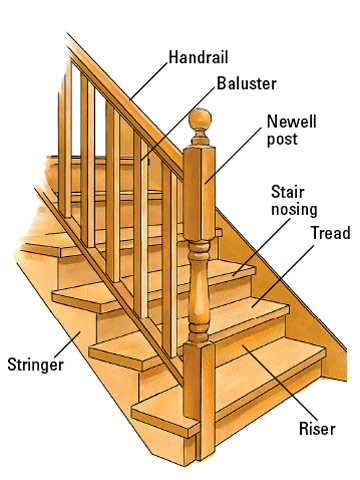 Handrail
Baluster
Newell
post
Stair
nosing
Tread
Stringer
Riser